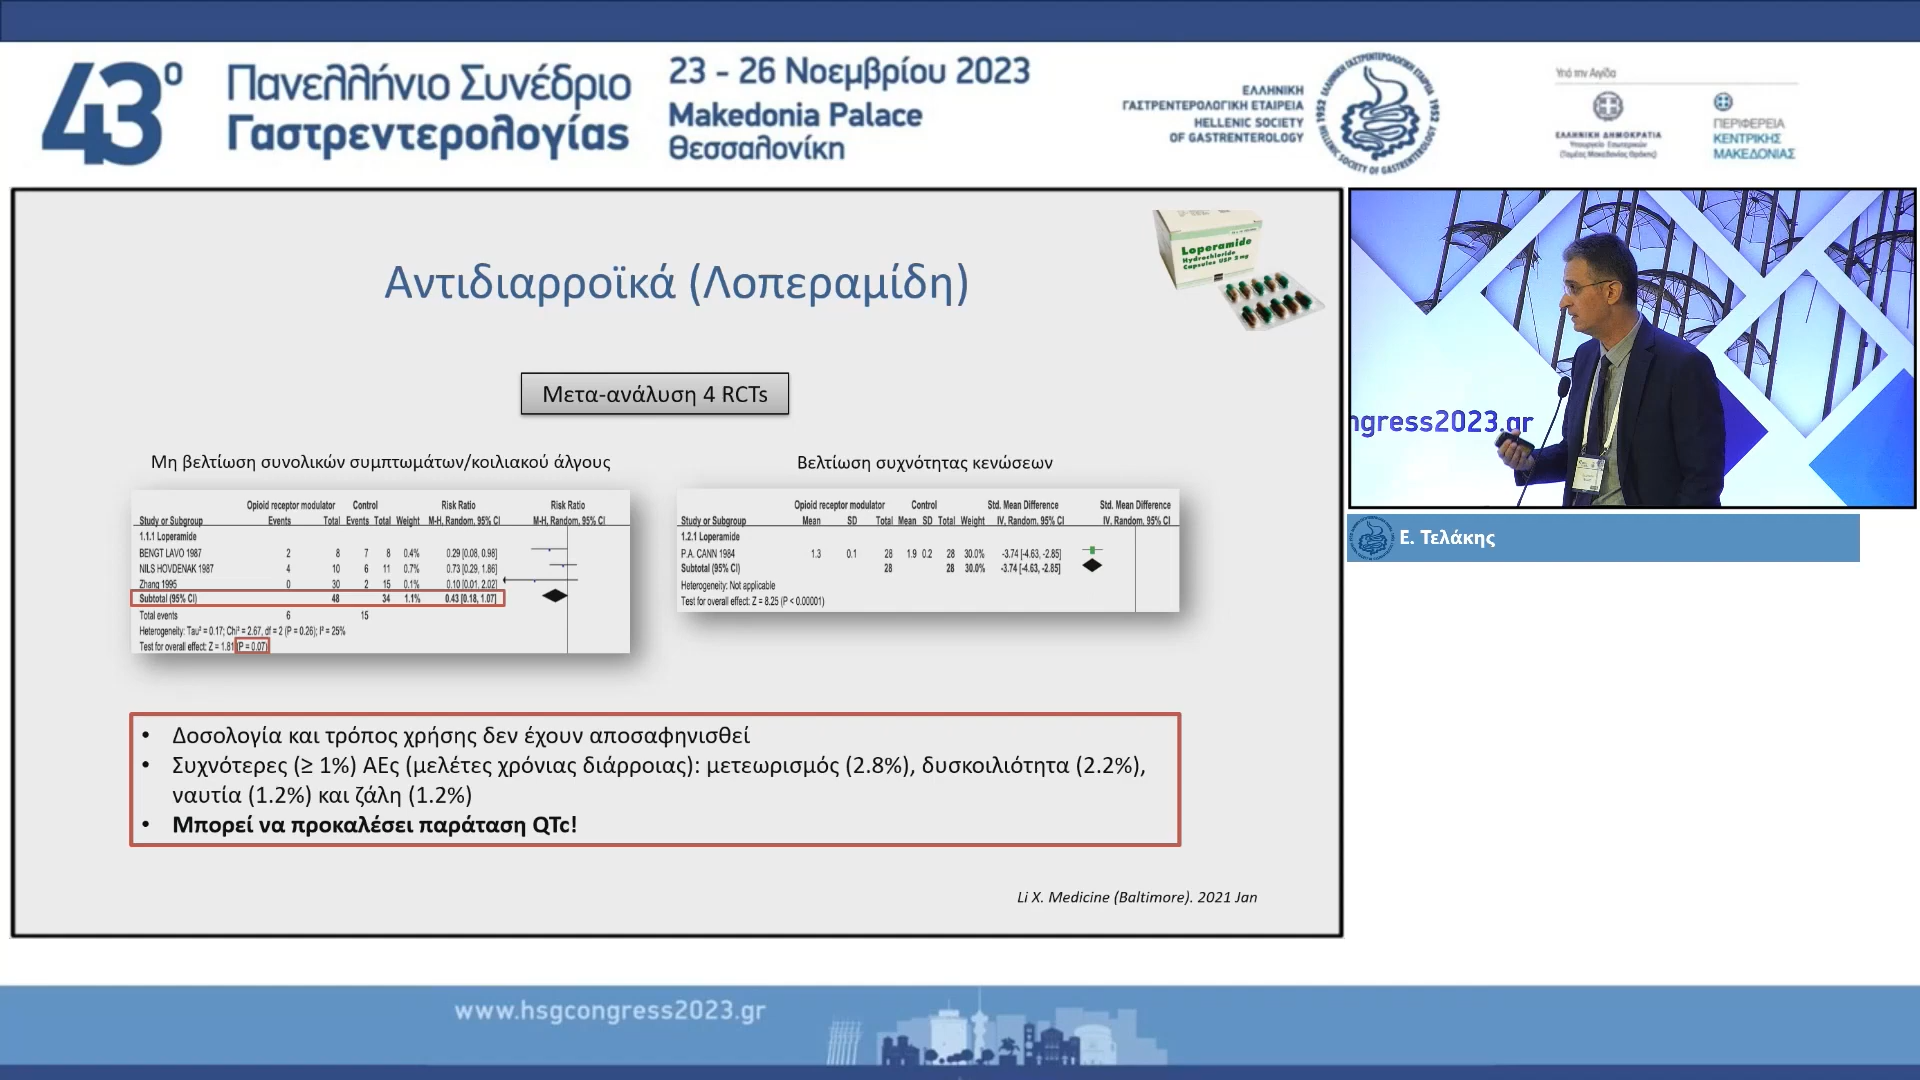 43º
Πανελλήνιο Συνέδριο
Γαστρεντερολογίας
23 - 26 Νοεμβρίου 2023
Makedonia Palace
Θεσσαλονίκη
ΕΛΛΗΝΙΚΗ
ΓΑΣΤΡΕΝΤΕΡΟΛΟΓΙΚΗ ΕΤΑΙΡΕΙΑ
HELLENIC SOCIETY
OF GASTRENTEROLOGY
ΕΛΛΗΝΙΚΗ ΓΑΣΤΡΕΝΤΕΡΟΛΟΓΙΚΗ ΕΤΑΙΡΕΙΑ
1952 HELLENIC SOCIETY OF GASTRENTEROLOGY 1952
Υπό την Αιγίδα
ΕΛΛΗΝΙΚΗ ΔΗΜΟΚΡΑΤΙΑ
Υπουργείο Εσωτερικών
(Τομέας Μακεδονίας Θράκης)
ΠΕΡΙΦΕΡΕΙΑ
ΚΕΝΤΡΙΚΗΣ
ΜΑΚΕΔΟΝΙΑΣ
Αντιδιαρροϊκά (Λοπεραμίδη)
Loperamide
Hydrochloride
Capsules USP 2 mg
Μετα-ανάλυση 4 RCTs
Μη βελτίωση συνολικών συμπτωμάτων/κοιλιακού άλγους
Opioid receptor modulator Control Risk Ratio Risk Ratio
Study or Subgroup Events Total Events Total Weight M-H, Random, 95% CI M-H, Random, 95% CI
1.1.1 Loperamide
BENGT LAVO 1987 2 8 7 8 0.4% 0.29 [0.08, 0.98]
NILS HOVDENAK 1987 4 10 6 11 0.7% 0.73 [0.29, 1.86]
Zhang 1995 0 30 2 15 0.1% 0.10 [0.01, 2.02]
Subtotal (95% CI) 48 34 1.1% 0.43 [0.18, 1.07]
Total events 6 15
Heterogeneity: Tau² = 0.17; Chi² = 2.67, df = 2 (P = 0.26); I² = 25%
Test for overall effect: Z = 1.81 (P = 0.07)
Βελτίωση συχνότητας κενώσεων
Opioid receptor modulator Control Std. Mean Difference Std. Mean Difference
Study or Subgroup Mean SD Total Mean SD Total Weight IV, Random, 95% CI IV, Random, 95% CI
1.2.1 Loperamide
P.A. CANN 1984 1.3 0.1 28 1.9 0.2 28 30.0% -3.74 [-4.63, -2.85]
Subtotal (95% CI) 28 28 30.0% -3.74 [-4.63, -2.85]
Heterogeneity: Not applicable
Test for overall effect: Z = 8.25 (P < 0.00001)
• Δοσολογία και τρόπος χρήσης δεν έχουν αποσαφηνισθεί
• Συχνότερες (≥ 1%) ΑΕς (μελέτες χρόνιας διάρροιας): μετεωρισμός (2.8%), δυσκοιλιότητα (2.2%),
ναυτία (1.2%) και ζάλη (1.2%)
• Μπορεί να προκαλέσει παράταση QTc!
Li X. Medicine (Baltimore). 2021 Jan
ngress2023.gr
Ε. Τελάκης
www.hsgcongress2023.gr